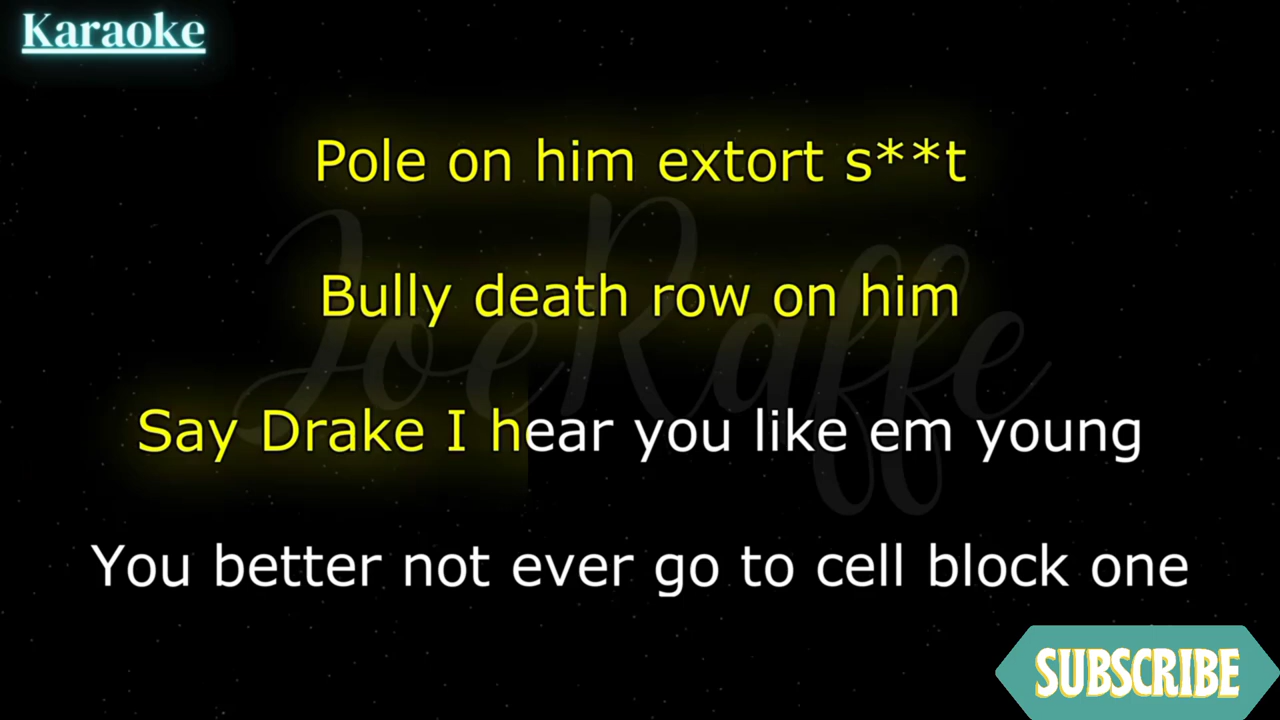 Karaoke
Pole on him extort s**t
Bully death row on him
JoeRaffe
Say Drake I hear you like em young
You better not ever go to cell block one
SUBSCRIBE